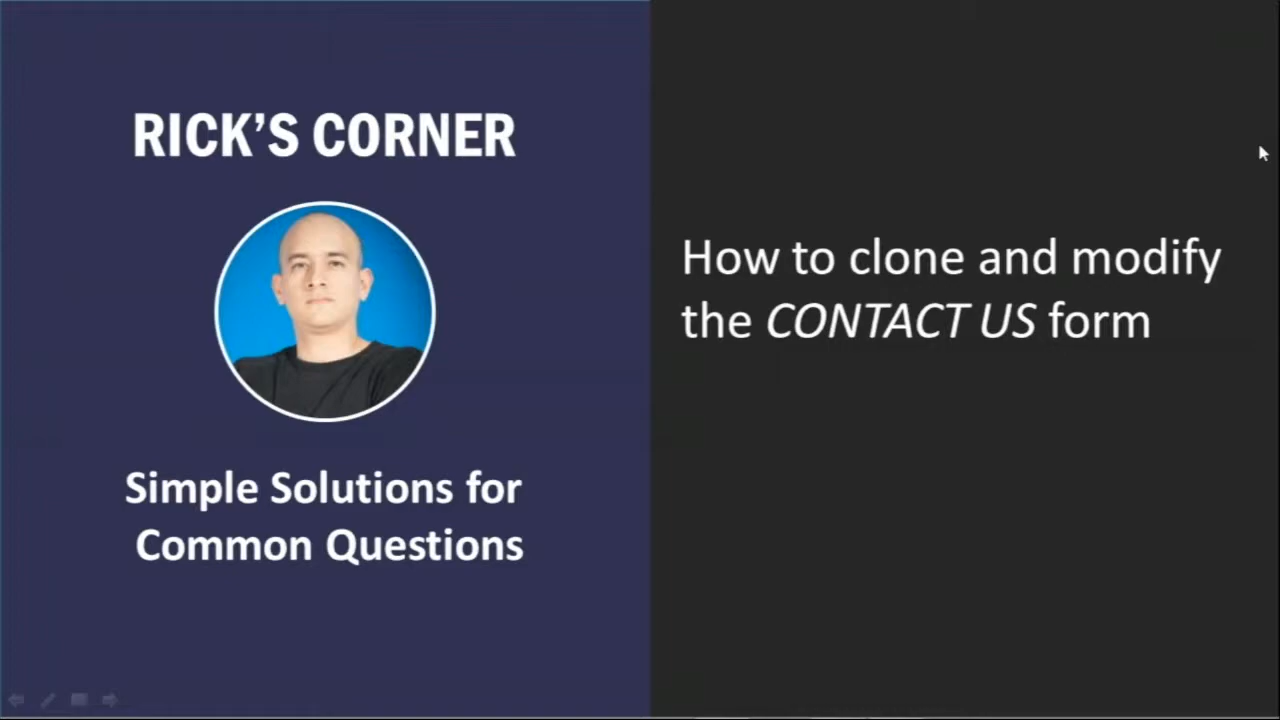 RICK’S CORNER
Simple Solutions for
Common Questions
How to clone and modify
the CONTACT US form